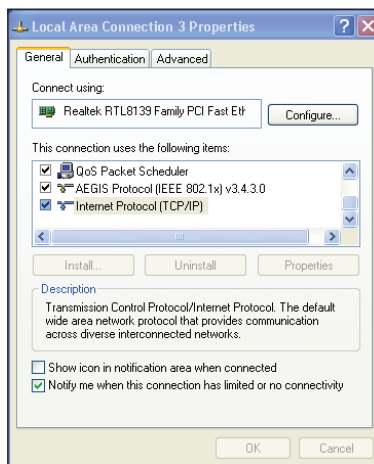 Local Area Connection 3 Properties
General Authentication Advanced
Connect using:
Realtek RTL8139 Family PCI Fast Eth
Configure...
This connection uses the following items:
QoS Packet Scheduler
AEGIS Protocol (IEEE 802.1x) v3.4.3.0
Internet Protocol (TCP/IP)
Install... Uninstall Properties
Description
Transmission Control Protocol/Internet Protocol. The default
wide area network protocol that provides communication
across diverse interconnected networks.
Show icon in notification area when connected
Notify me when this connection has limited or no connectivity
OK Cancel